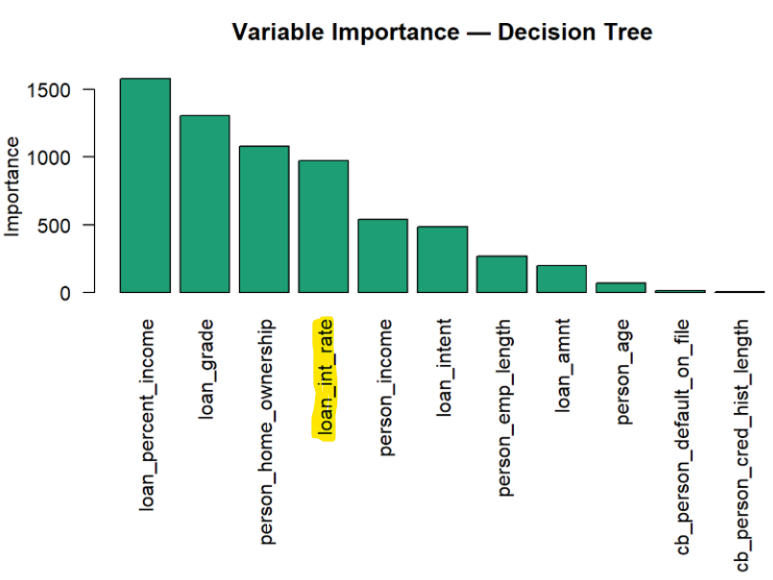 Variable Importance — Decision Tree
Importance
1500
1000
500
0
loan_percent_income
loan_grade
person_home_ownership
loan_int_rate
person_income
loan_intent
person_emp_length
loan_amnt
person_age
cb_person_default_on_file
cb_person_cred_hist_length